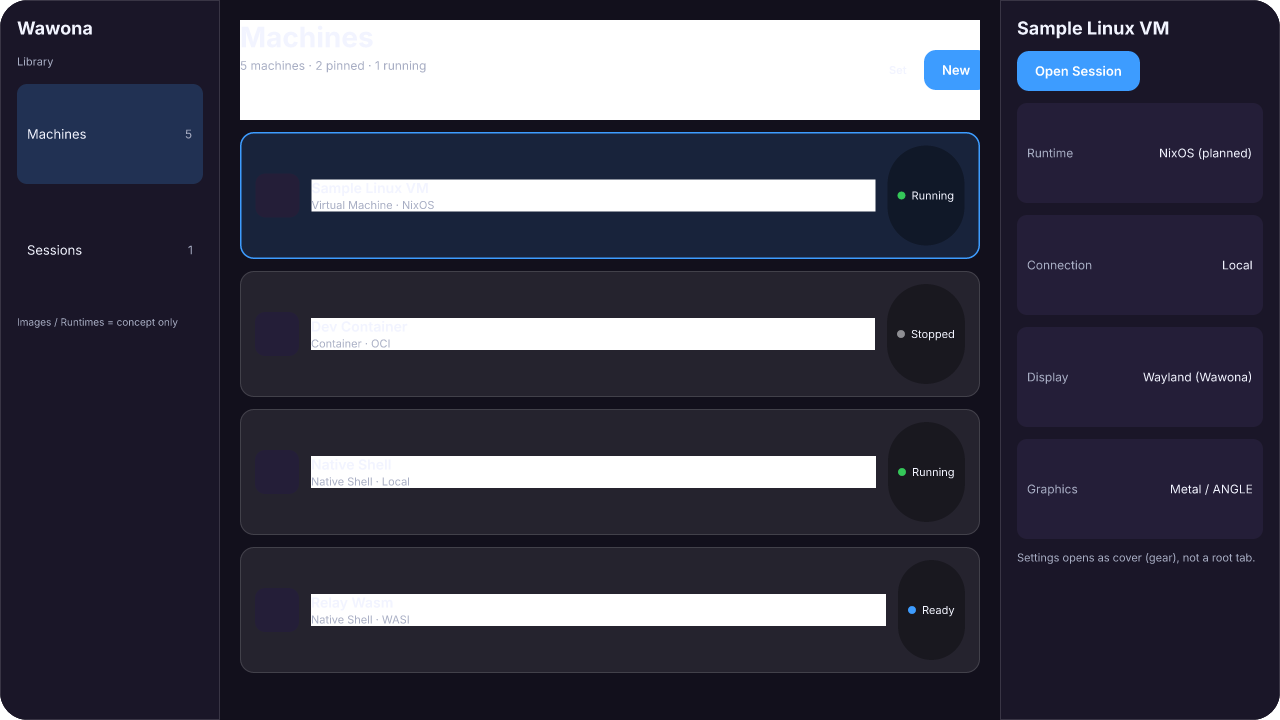 Wawona
Library
Machines 5
Sessions 1
Images / Runtimes = concept only
Machines
5 machines · 2 pinned · 1 running
Set
New
Sample Linux VM
Virtual Machine · NixOS
Running
Dev Container
Container · OCI
Stopped
Native Shell
Native Shell · Local
Running
Relay Wasm
Native Shell · WASI
Ready
Sample Linux VM
Open Session
Runtime NixOS (planned)
Connection Local
Display Wayland (Wawona)
Graphics Metal / ANGLE
Settings opens as cover (gear), not a root tab.